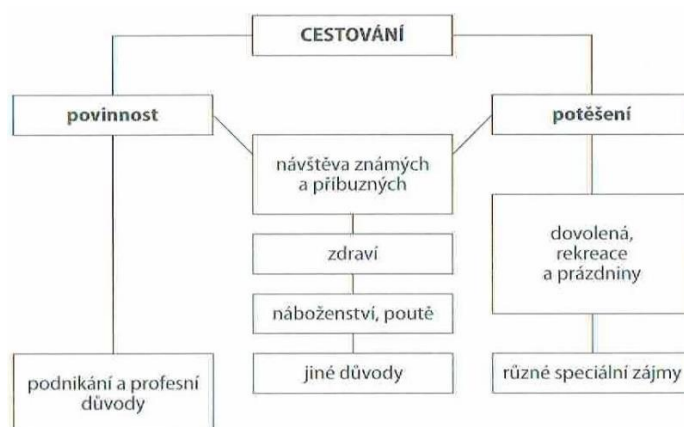 CESTOVÁNÍ
povinnost
potěšení
návštěva známých
a příbuzných
dovolená,
rekreace
a prázdniny
zdraví
náboženství, poutě
podnikání a profesní
důvody
jiné důvody
různé speciální zájmy